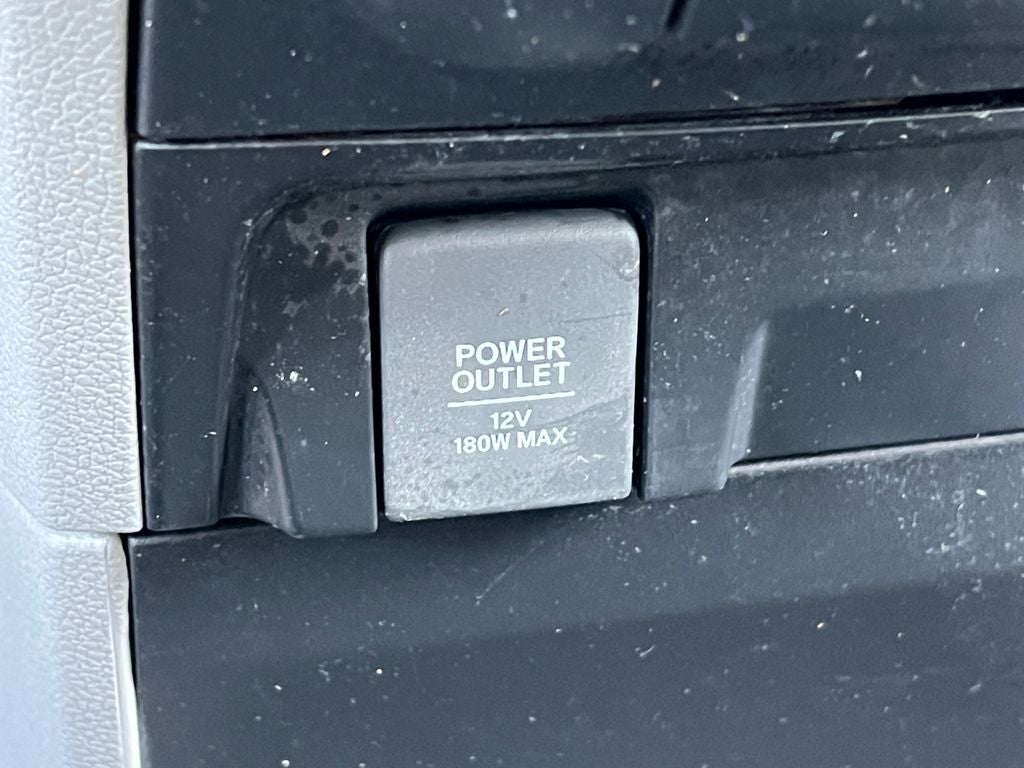 POWER
OUTLET
12V
180W MAX